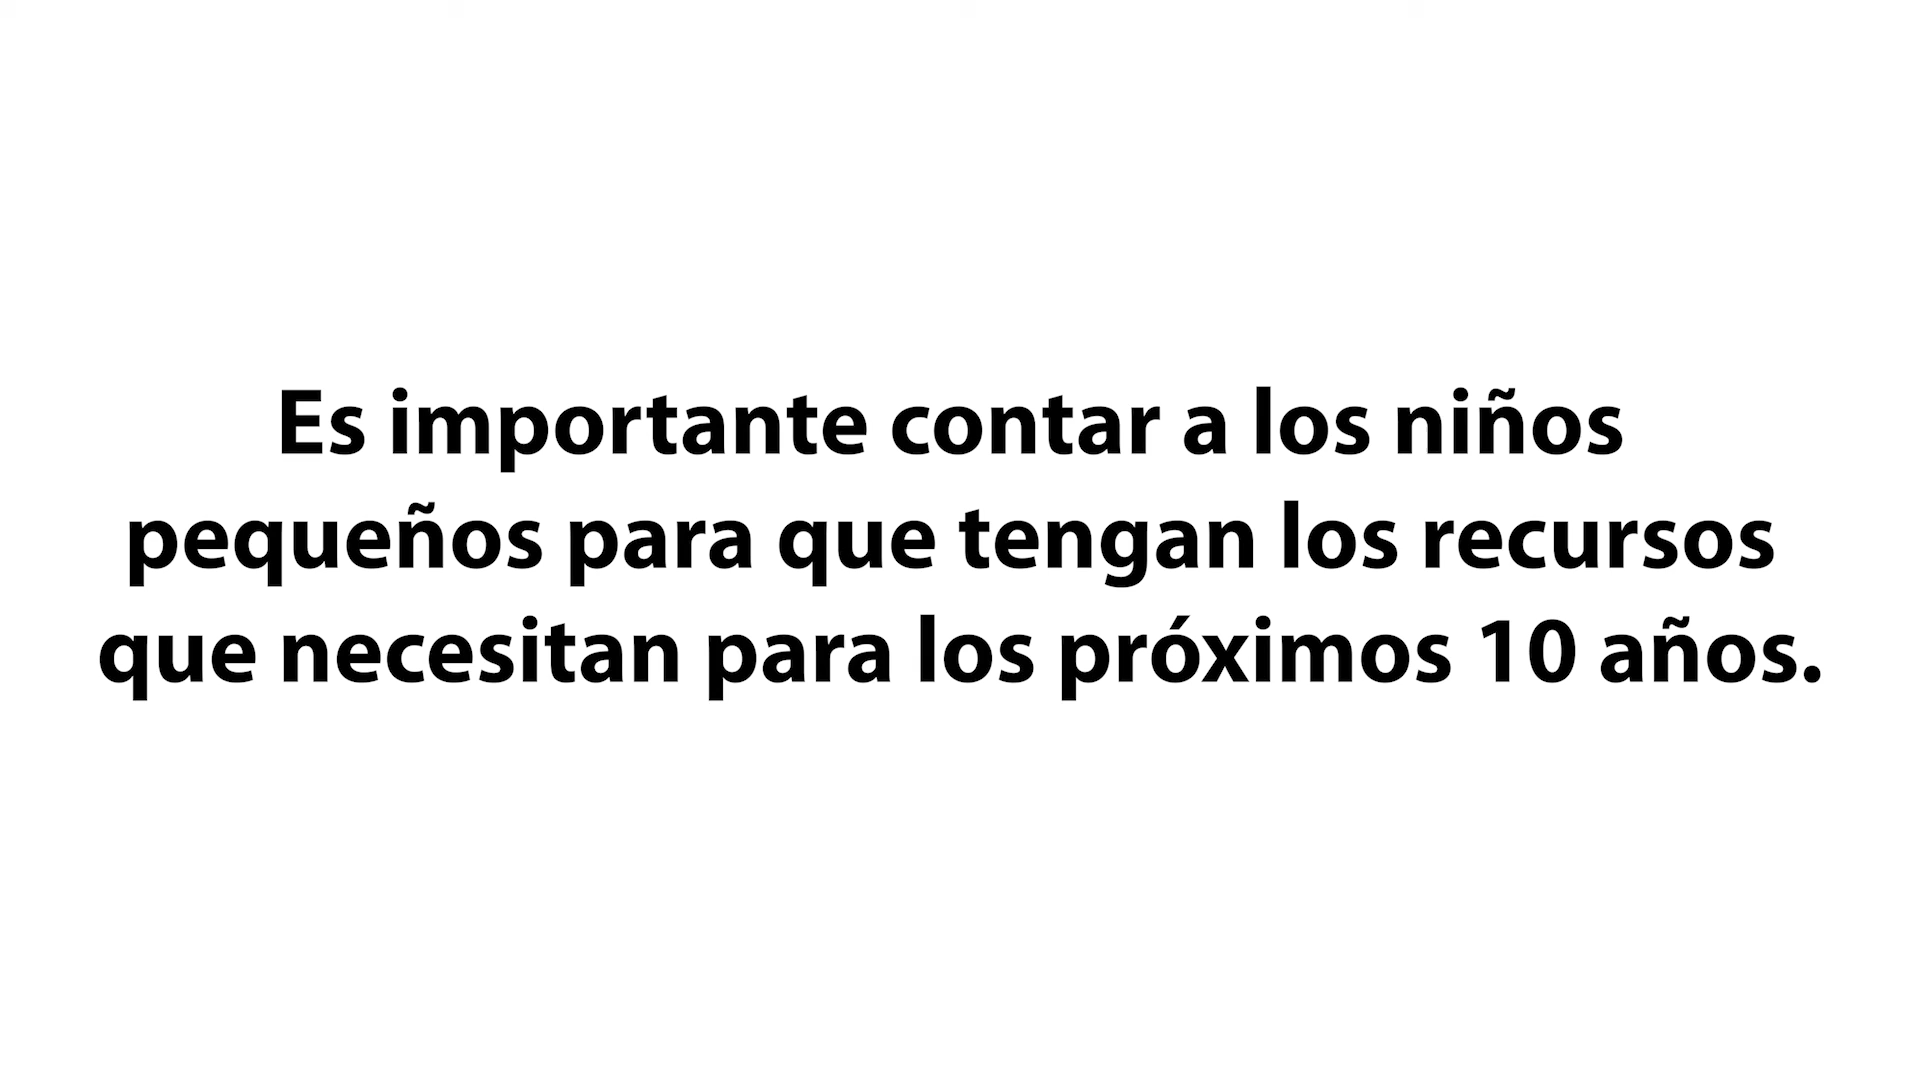 Es importante contar a los niños
pequeños para que tengan los recursos
que necesitan para los próximos 10 años.